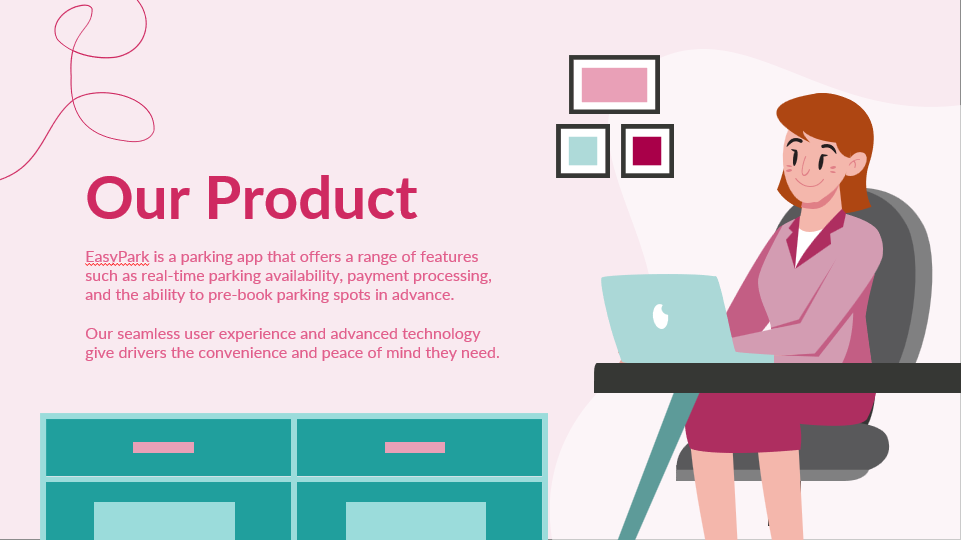 Our Product
EasyPark is a parking app that offers a range of features
such as real-time parking availability, payment processing,
and the ability to pre-book parking spots in advance.
Our seamless user experience and advanced technology
give drivers the convenience and peace of mind they need.